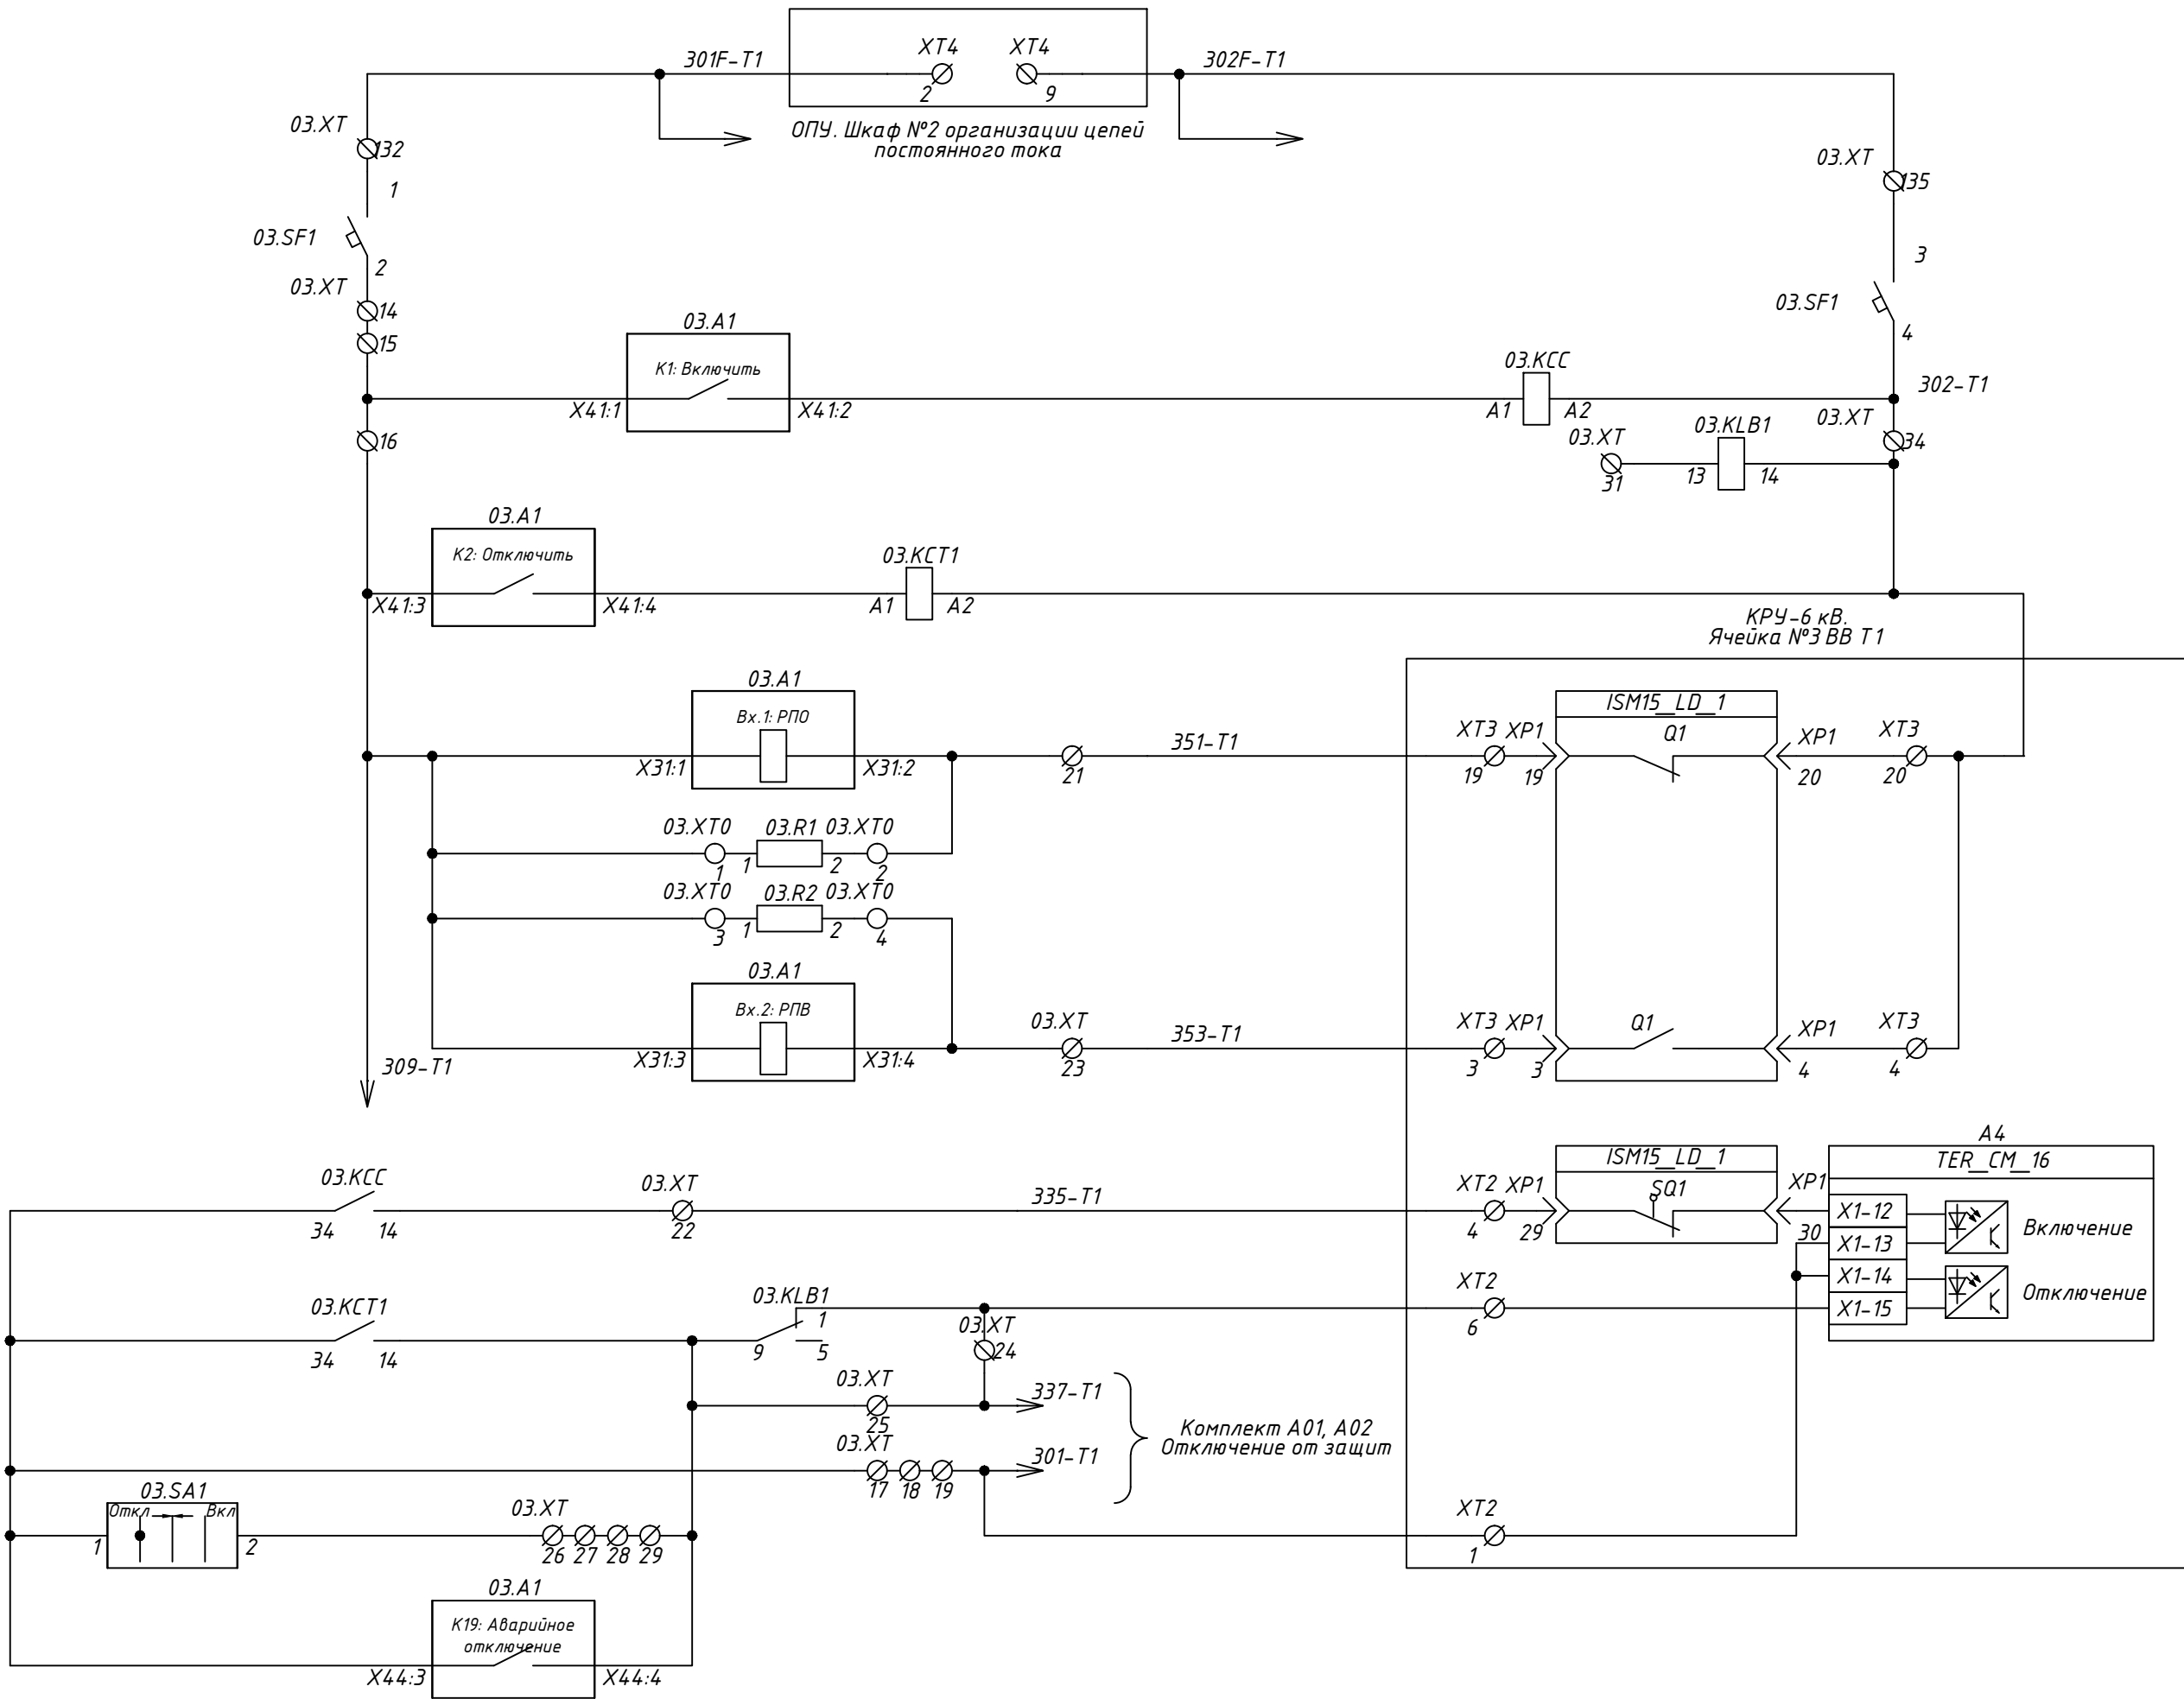 301F-T1
XT4
XT4
302F-T1
2
9
ОПУ. Шкаф №2 организации цепей
постоянного тока
03.XT
132
03.XT
135
1
03.SF1
2
3
03.SF1
4
03.XT
14
15
03.A1
K1: Включить
X41:1
X41:2
03.KCC
A1
A2
302-T1
16
03.XT
34
03.XT
31
03.KLB1
13
14
03.A1
K2: Отключить
X41:3
X41:4
03.KCT1
A1
A2
КРУ-6 кВ.
Ячейка №3 ВВ Т1
03.A1
Вх.1: РПО
X31:1
X31:2
21
351-T1
XT3
19
XP1
19
ISM15_LD_1
Q1
XP1
20
XT3
20
03.XT0
1
1
03.R1
2
03.XT0
2
03.XT0
3
1
03.R2
2
03.XT0
4
03.A1
Вх.2: РПВ
X31:3
X31:4
03.XT
23
353-T1
XT3
3
XP1
3
Q1
XP1
4
XT3
4
309-T1
03.KCC
34
14
03.XT
22
335-T1
XT2
4
XP1
29
ISM15_LD_1
SQ1
XP1
30
A4
TER_CM_16
X1-12
X1-13
X1-14
X1-15
Включение
Отключение
03.KCT1
34
14
03.KLB1
9
1
5
XT2
6
03.XT
24
03.XT
25
337-T1
03.XT
17
18
19
301-T1
Комплект А01, А02
Отключение от защит
03.SA1
Откл
Вкл
1
2
03.XT
26
27
28
29
XT2
1
03.A1
K19: Аварийное
отключение
X44:3
X44:4